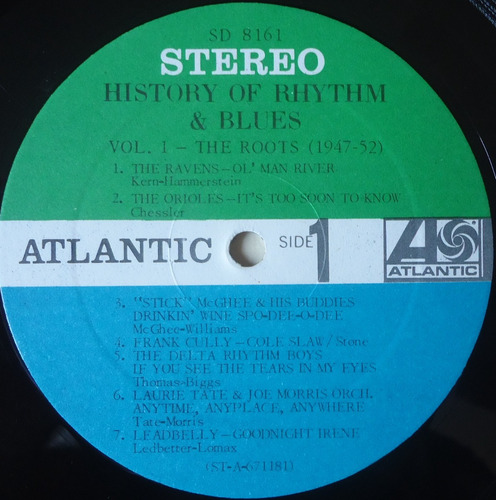 SD 8161
STEREO
HISTORY OF RHYTHM
& BLUES
VOL. 1 – THE ROOTS (1947-52)
1. THE RAVENS—OL' MAN RIVER
Kern-Hammerstein
2. THE ORIOLES—IT'S TOO SOON TO KNOW
Chessler
ATLANTIC
SIDE 1
ATLANTIC
3. "STICK" McGHEE & HIS BUDDIES
DRINKIN' WINE SPO-DEE-O-DEE
McGhee-Williams
4. FRANK CULLY—COLE SLAW/Stone
5. THE DELTA RHYTHM BOYS
IF YOU SEE THE TEARS IN MY EYES
Thomas-Biggs
6. LAURIE TATE & JOE MORRIS ORCH.
ANYTIME, ANYPLACE, ANYWHERE
Tate-Morris
7. LEADBELLY—GOODNIGHT IRENE
Ledbetter-Lomax
(ST-A-671181)